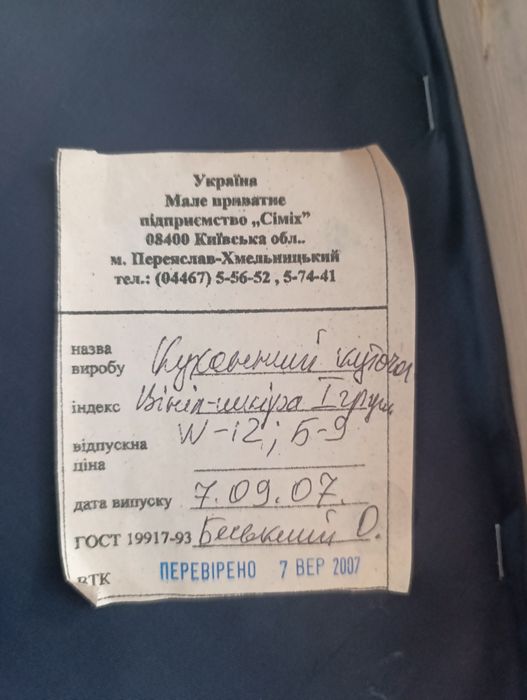 Україна
Мале приватне
підприємство „Сіміх"
08400 Київська обл..
м. Переяслав-Хмельницький
тел.: (04467) 5-56-52 , 5-74-41
назва
виробу Кухонний куточок
індекс Вініл-шкіра І групи
W-12; Б-9
відпускна
ціна
дата випуску 7.09.07.
ГОСТ 19917-93 О.
ВТК ПЕРЕВІРЕНО 7 ВЕР 2007